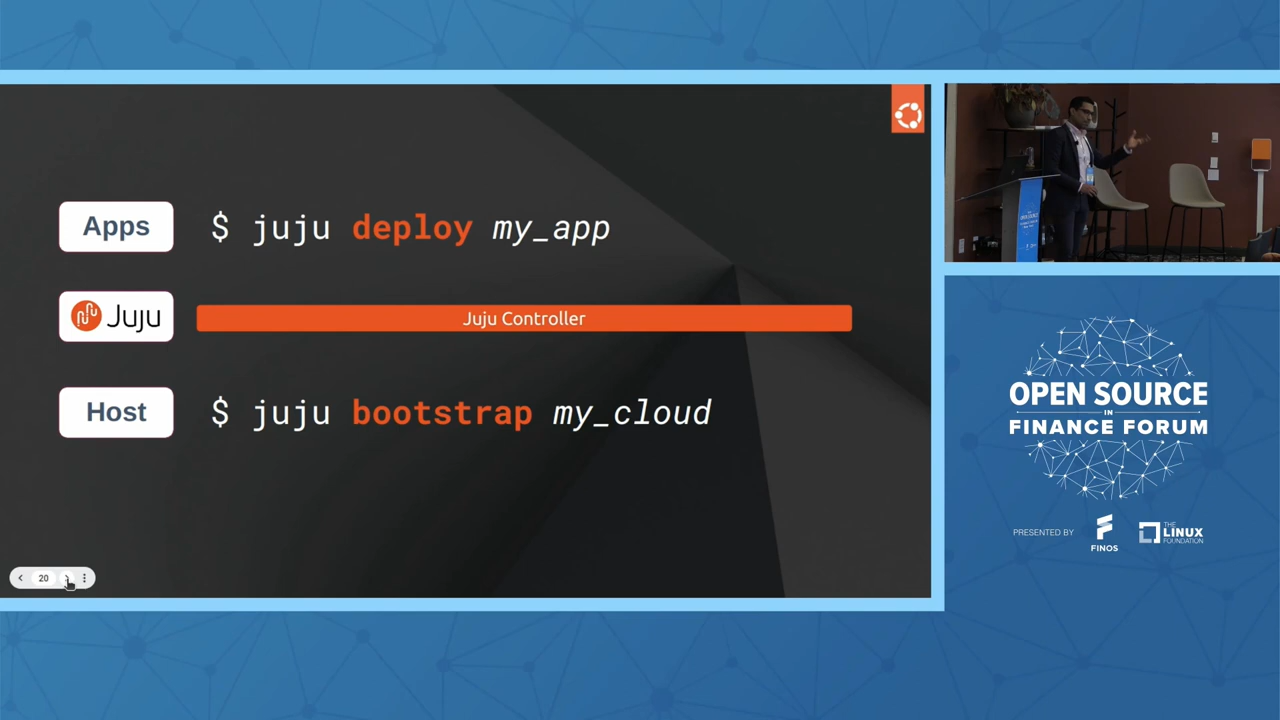 Apps
$ juju deploy my_app
Juju
Juju Controller
Host
$ juju bootstrap my_cloud
20
OPEN SOURCE
IN
FINANCE FORUM
PRESENTED BY
FINOS
THE
LINUX
FOUNDATION